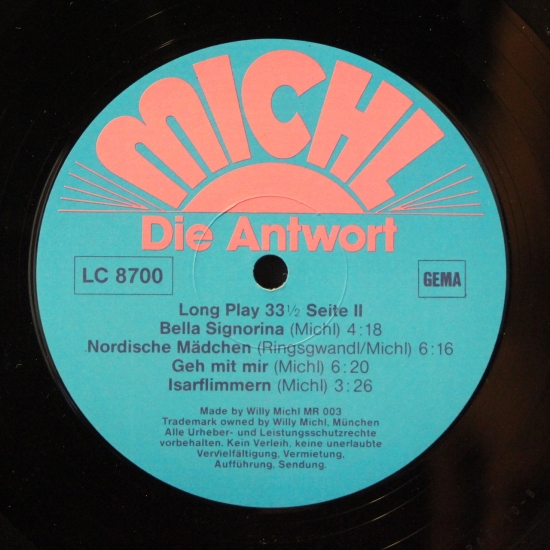 MICHL
Die Antwort
LC 8700
GEMA
Long Play 33 1/2 Seite II
Bella Signorina (Michl) 4:18
Nordische Mädchen (Ringsgwandl/Michl) 6:16
Geh mit mir (Michl) 6:20
Isarflimmern (Michl) 3:26
Made by Willy Michl MR 003
Trademark owned by Willy Michl, München
Alle Urheber- und Leistungsschutzrechte
vorbehalten. Kein Verleih, keine unerlaubte
Vervielfältigung, Vermietung,
Aufführung, Sendung.